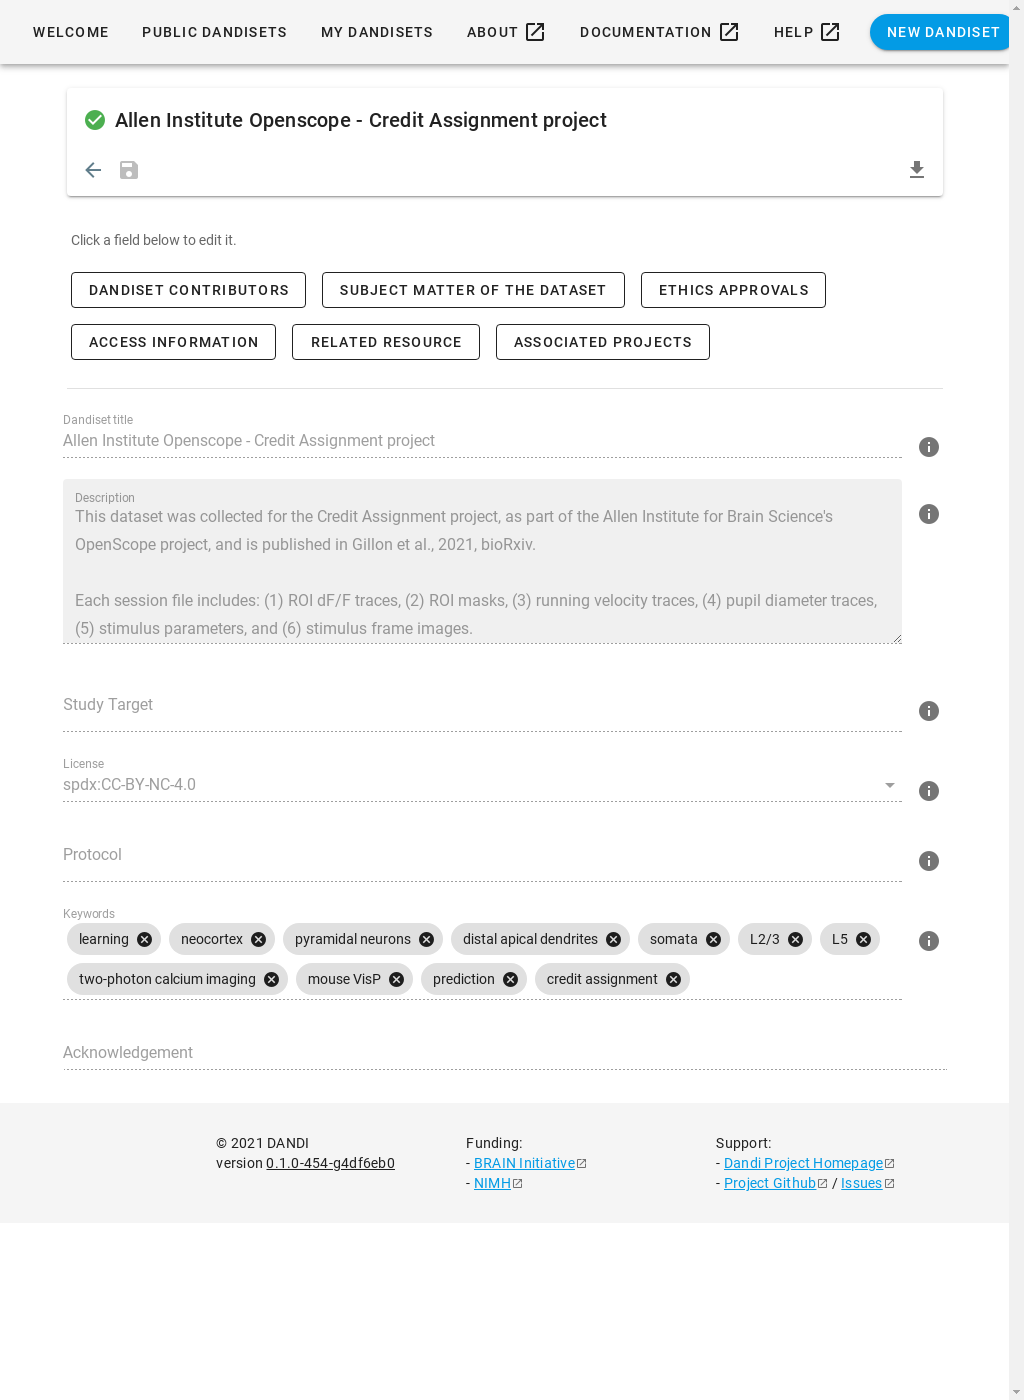 WELCOME PUBLIC DANDISETS MY DANDISETS ABOUT DOCUMENTATION HELP NEW DANDISET
Allen Institute Openscope - Credit Assignment project
Click a field below to edit it.
DANDISET CONTRIBUTORS SUBJECT MATTER OF THE DATASET ETHICS APPROVALS
ACCESS INFORMATION RELATED RESOURCE ASSOCIATED PROJECTS
Dandiset title
Allen Institute Openscope - Credit Assignment project
Description
This dataset was collected for the Credit Assignment project, as part of the Allen Institute for Brain Science's
OpenScope project, and is published in Gillon et al., 2021, bioRxiv.
Each session file includes: (1) ROI dF/F traces, (2) ROI masks, (3) running velocity traces, (4) pupil diameter traces,
(5) stimulus parameters, and (6) stimulus frame images.
Study Target
License
spdx:CC-BY-NC-4.0
Protocol
Keywords
learning neocortex pyramidal neurons distal apical dendrites somata L2/3 L5
two-photon calcium imaging mouse VisP prediction credit assignment
Acknowledgement
© 2021 DANDI
version 0.1.0-454-g4df6eb0
Funding:
- BRAIN Initiative
- NIMH
Support:
- Dandi Project Homepage
- Project Github / Issues